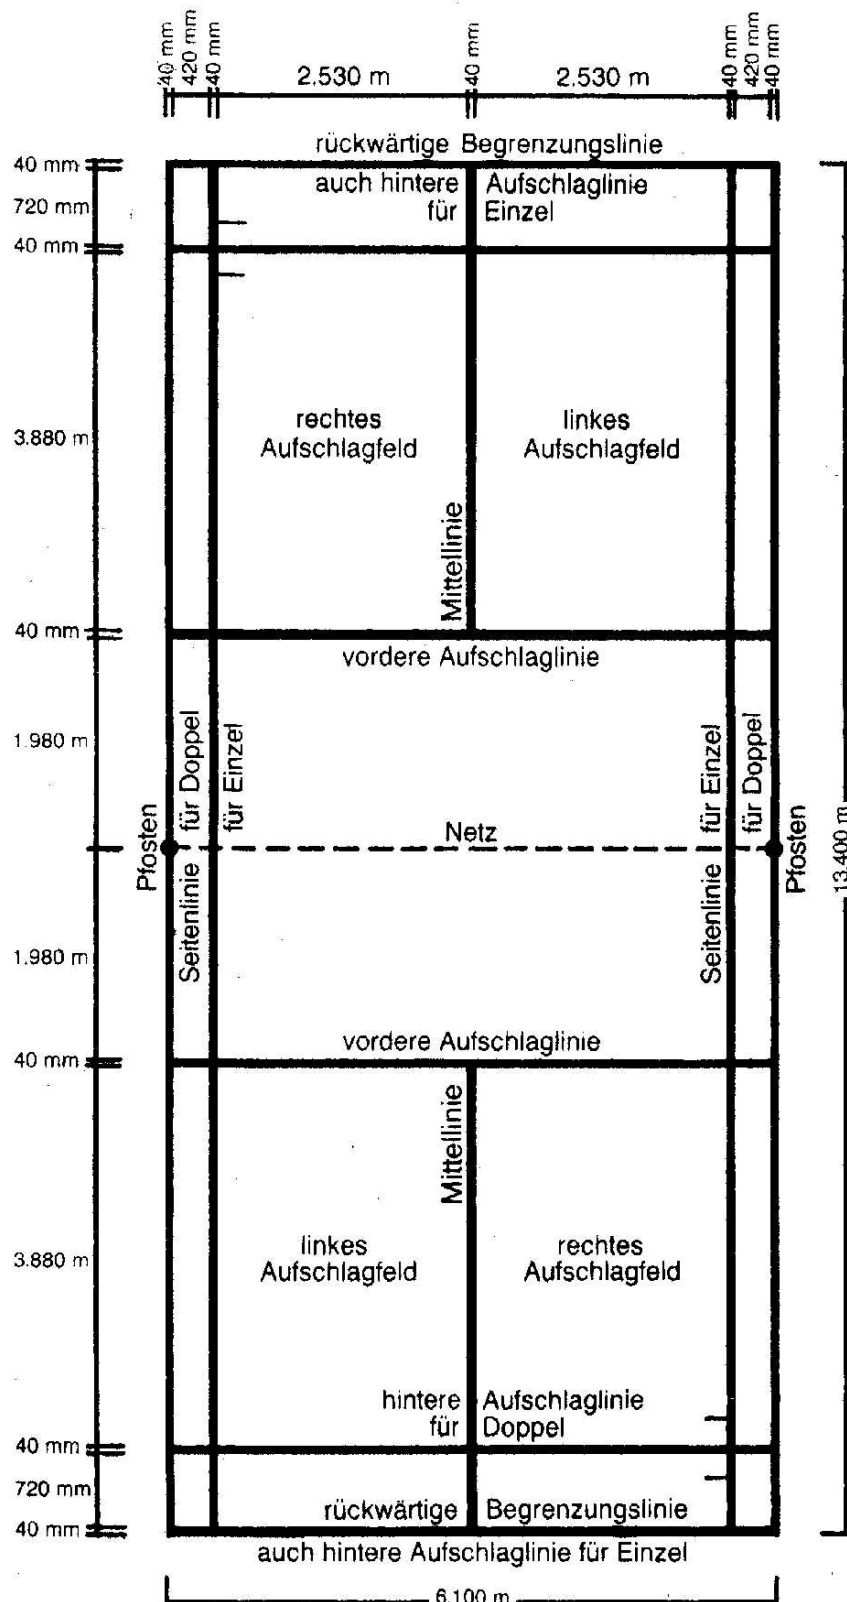 40 mm
420 mm
40 mm
2.530 m
40 mm
2.530 m
40 mm
420 mm
40 mm
rückwärtige Begrenzungslinie
40 mm
auch hintere Aufschlaglinie
720 mm
für Einzel
40 mm
rechtes
Aufschlagfeld
linkes
Aufschlagfeld
3.880 m
Mittellinie
40 mm
vordere Aufschlaglinie
1.980 m
Seitenlinie für Doppel
für Einzel
Seitenlinie für Einzel
für Doppel
Pfosten
Netz
Pfosten
13.400 m
1.980 m
vordere Aufschlaglinie
40 mm
Mittellinie
linkes
Aufschlagfeld
rechtes
Aufschlagfeld
3.880 m
hintere Aufschlaglinie
für Doppel
40 mm
720 mm
rückwärtige Begrenzungslinie
40 mm
auch hintere Aufschlaglinie für Einzel
6.100 m